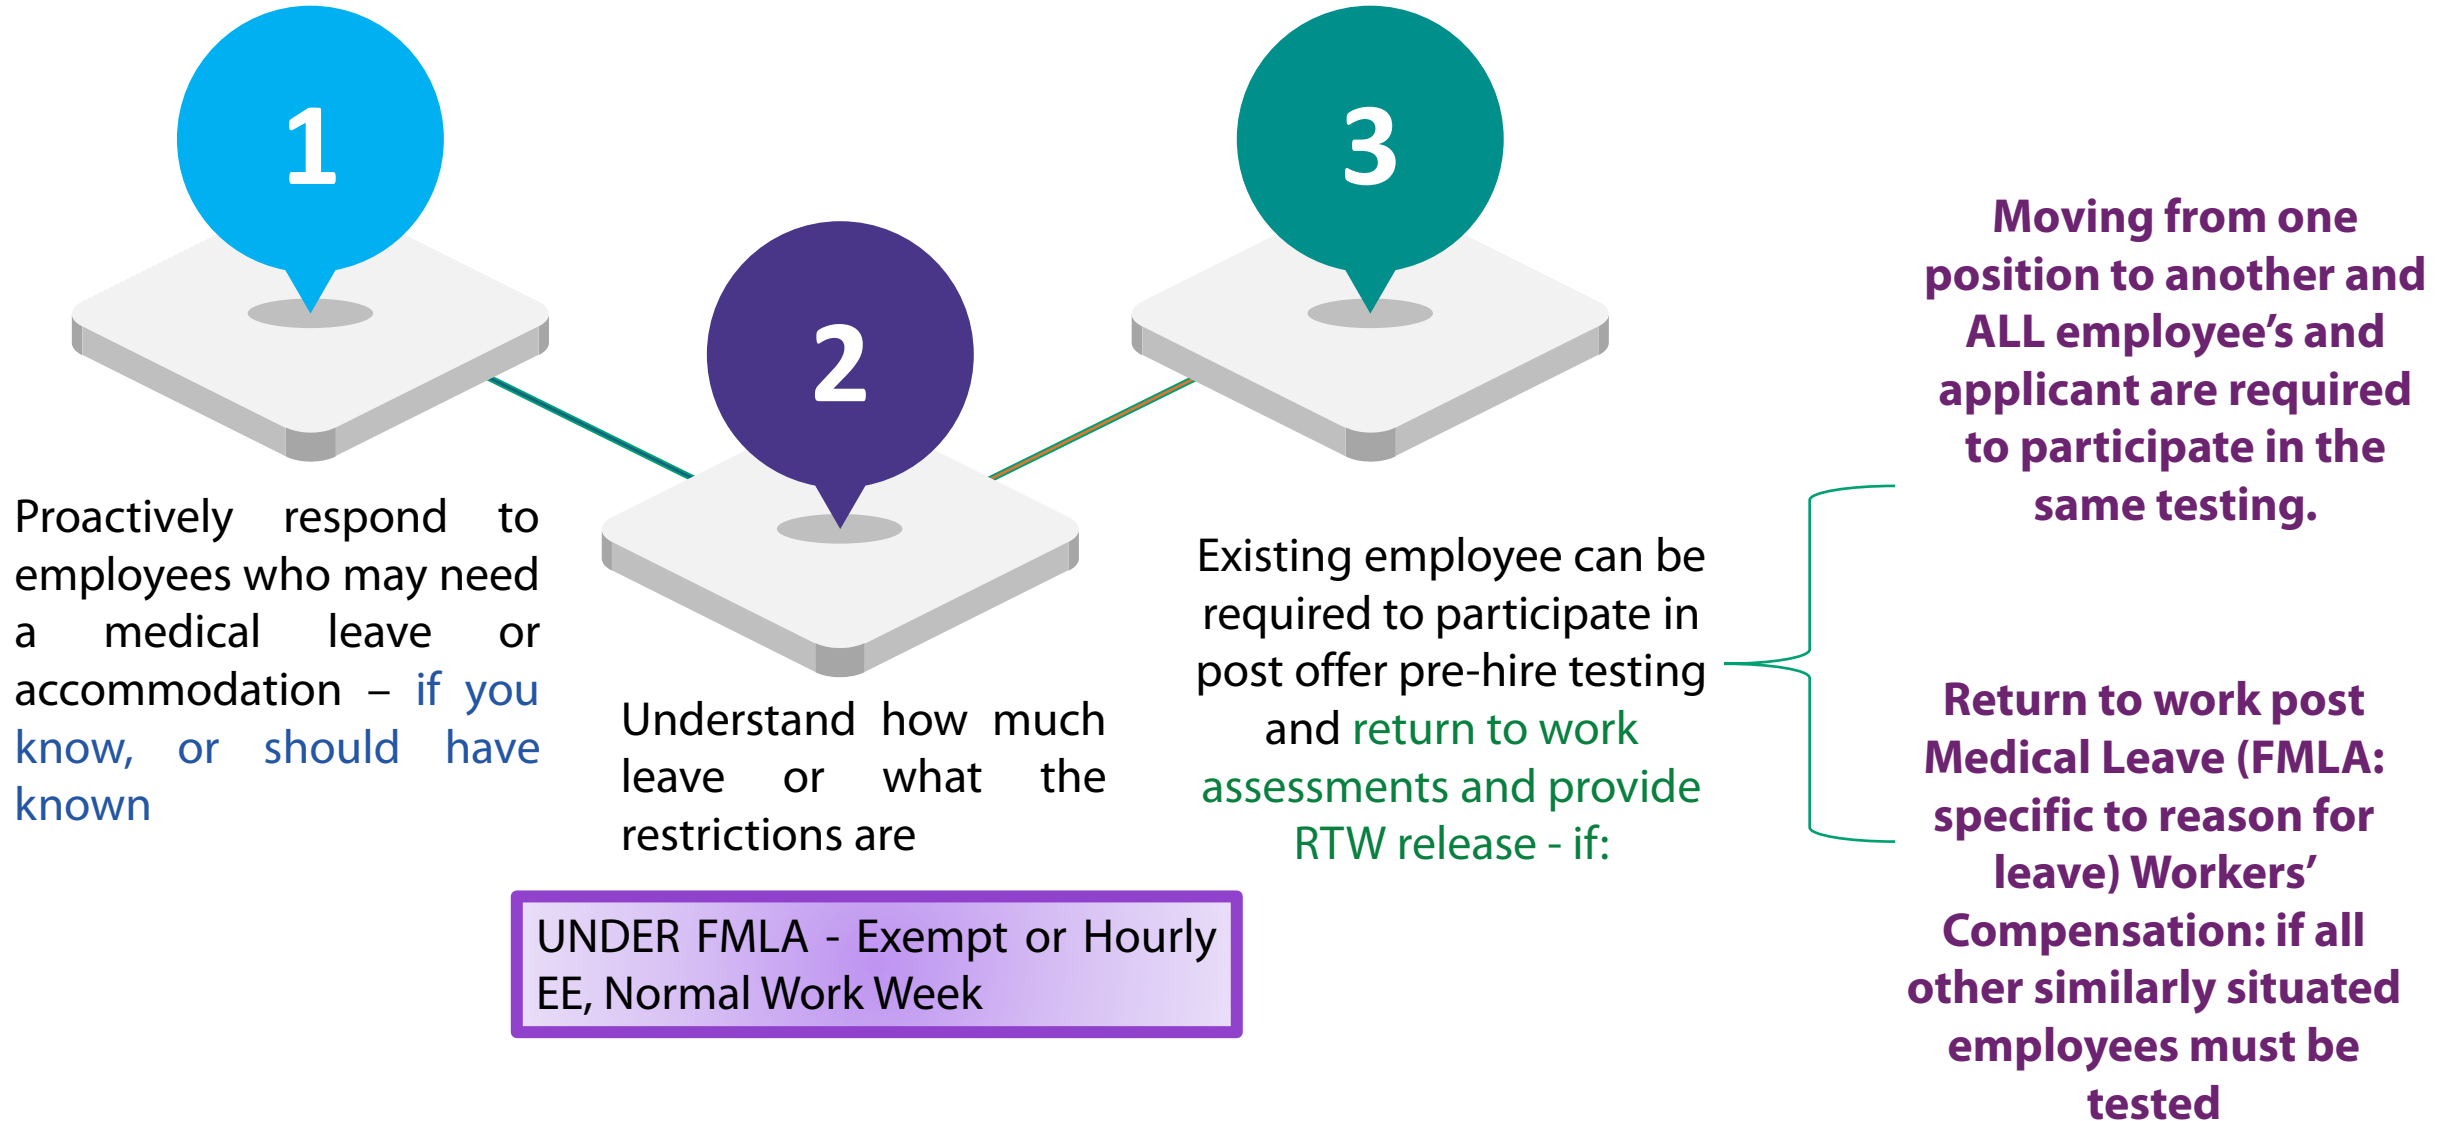 1
Proactively respond to
employees who may need
a medical leave or
accommodation – if you
know, or should have
known
2
Understand how much
leave or what the
restrictions are
UNDER FMLA - Exempt or Hourly
EE, Normal Work Week
3
Existing employee can be
required to participate in
post offer pre-hire testing
and return to work
assessments and provide
RTW release - if:
Moving from one
position to another and
ALL employee’s and
applicant are required
to participate in the
same testing.
Return to work post
Medical Leave (FMLA:
specific to reason for
leave) Workers’
Compensation: if all
other similarly situated
employees must be
tested